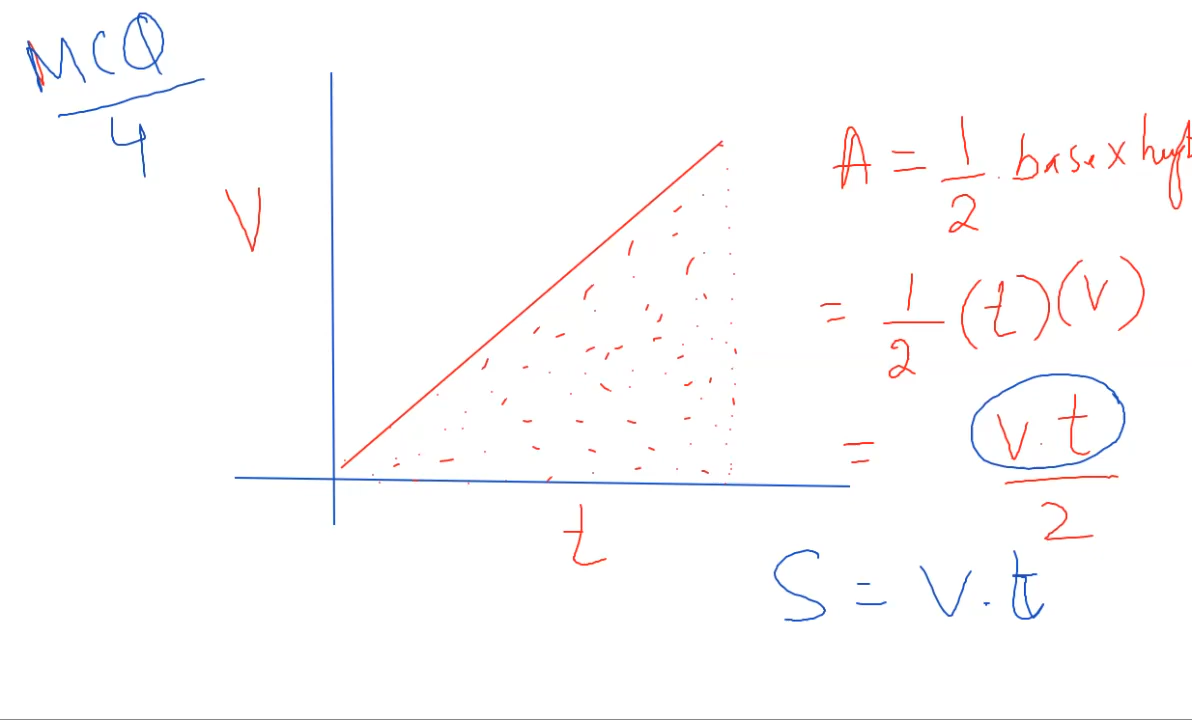 MCQ
4
V
A = 1/2 . base x
= 1/2 (t)(v)
= v.t/2
t
S = v.t